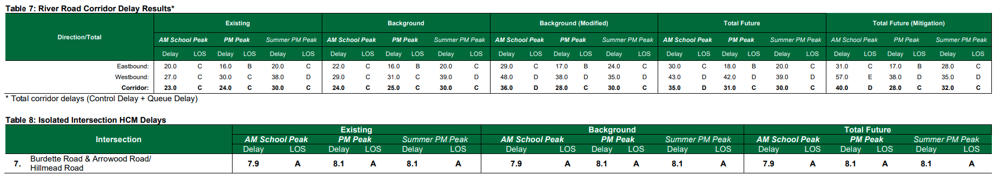 Table 7: River Road Corridor Delay Results*
Direction/Total Existing Background Background (Modified) Total Future Total Future (Mitigation)
AM School Peak PM Peak Summer PM Peak AM School Peak PM Peak Summer PM Peak AM School Peak PM Peak Summer PM Peak AM School Peak PM Peak Summer PM Peak AM School Peak PM Peak Summer PM Peak
Delay LOS Delay LOS Delay LOS Delay LOS Delay LOS Delay LOS Delay LOS Delay LOS Delay LOS Delay LOS Delay LOS Delay LOS Delay LOS Delay LOS Delay LOS
Eastbound: 20.0 C 16.0 B 20.0 C 22.0 C 16.0 B 20.0 C 29.0 C 17.0 B 24.0 C 30.0 C 18.0 B 20.0 C 31.0 C 17.0 B 28.0 C
Westbound: 27.0 C 30.0 C 38.0 D 29.0 C 31.0 C 39.0 D 48.0 D 38.0 D 35.0 D 43.0 D 42.0 D 39.0 D 57.0 E 38.0 D 35.0 D
Corridor: 23.0 C 24.0 C 30.0 C 24.0 C 25.0 C 30.0 C 36.0 D 28.0 C 30.0 C 35.0 D 31.0 C 30.0 C 40.0 D 28.0 C 32.0 C
* Total corridor delays (Control Delay + Queue Delay)
Table 8: Isolated Intersection HCM Delays
Intersection Existing Background Total Future
AM School Peak PM Peak Summer PM Peak AM School Peak PM Peak Summer PM Peak AM School Peak PM Peak Summer PM Peak
Delay LOS Delay LOS Delay LOS Delay LOS Delay LOS Delay LOS Delay LOS Delay LOS Delay LOS
7. Burdette Road & Arrowood Road/
Hillmead Road 7.9 A 8.1 A 8.1 A 7.9 A 8.1 A 8.1 A 7.9 A 8.1 A 8.1 A